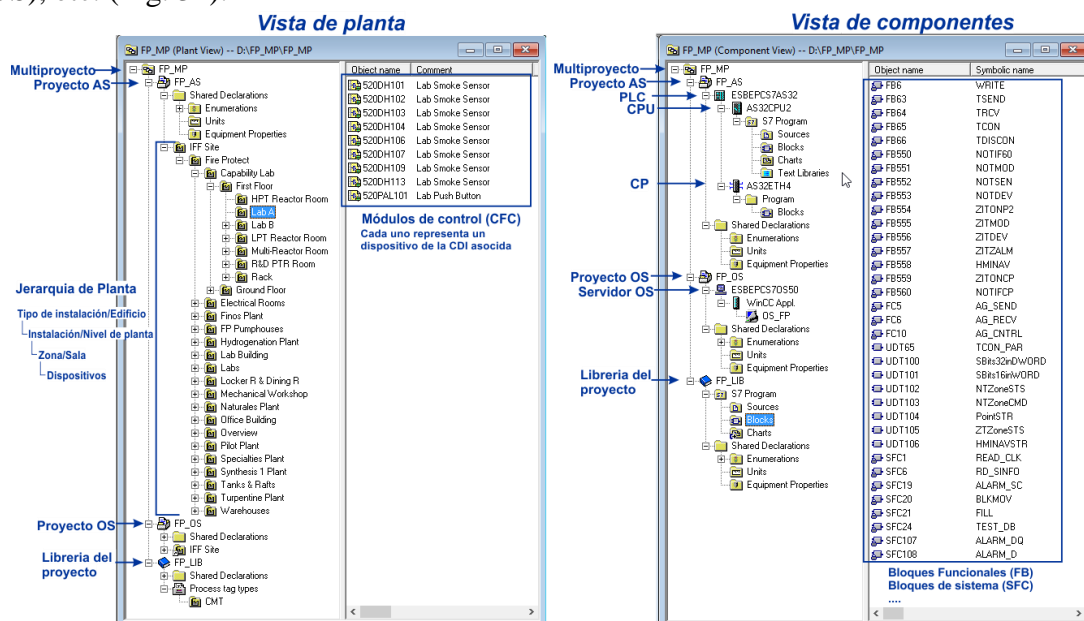 Vista de planta
FP_MP (Plant View) -- D:\FP_MP\FP_MP
Multiproyecto
Proyecto AS
FP_MP
FP_AS
Shared Declarations
Enumerations
Units
Equipment Properties
IFF Site
Fire Protect
Capability Lab
First Floor
HPT Reactor Room
Lab A
Lab B
LPT Reactor Room
Multi-Reactor Room
R&D PTR Room
Rack
Ground Floor
Electrical Rooms
Finos Plant
FP Pumphouses
Hydrogenation Plant
Lab Building
Labs
Locker R & Dining R
Mechanical Workshop
Naturales Plant
Office Building
Overview
Pilot Plant
Specialties Plant
Synthesis 1 Plant
Tanks & Rafts
Turpentine Plant
Warehouses
Jerarquia de Planta
Tipo de instalación/Edificio
Instalación/Nivel de planta
Zona/Sala
Dispositivos
Proyecto OS
FP_OS
Shared Declarations
IFF Site
Libreria del
proyecto
FP_LIB
Shared Declarations
Process tag types
CMT
Object name Comment
520DH101 Lab Smoke Sensor
520DH102 Lab Smoke Sensor
520DH103 Lab Smoke Sensor
520DH104 Lab Smoke Sensor
520DH106 Lab Smoke Sensor
520DH107 Lab Smoke Sensor
520DH109 Lab Smoke Sensor
520DH113 Lab Smoke Sensor
520PAL101 Lab Push Button
Módulos de control (CFC)
Cada uno representa un
dispositivo de la CDI asocida
Vista de componentes
FP_MP (Component View) -- D:\FP_MP\FP_MP
Multiproyecto
Proyecto AS
PLC
CPU
CP
FP_MP
FP_AS
ESBEPCS7AS32
AS32CPU2
S7 Program
Sources
Blocks
Charts
Text Libraries
AS32ETH4
Program
Blocks
Shared Declarations
Enumerations
Units
Equipment Properties
Proyecto OS
Servidor OS
FP_OS
ESBEPCS7OS50
WinCC Appl.
OS_FP
Shared Declarations
Enumerations
Units
Equipment Properties
Libreria del
proyecto
FP_LIB
S7 Program
Sources
Blocks
Charts
Shared Declarations
Enumerations
Units
Equipment Properties
Object name Symbolic name
FB6 WRITE
FB63 TSEND
FB64 TRCV
FB65 TCON
FB66 TDISCON
FB550 NOTIF60
FB551 NOTMOD
FB552 NOTSEN
FB553 NOTDEV
FB554 ZITONP2
FB555 ZITMOD
FB556 ZITDEV
FB557 ZITZALM
FB558 HMINAV
FB559 ZITONCP
FB560 NOTIFCP
FC5 AG_SEND
FC6 AG_RECV
FC10 AG_CNTRL
UDT65 TCON_PAR
UDT100 SBits32inDWORD
UDT101 SBits16inWORD
UDT102 NTZoneSTS
UDT103 NTZoneCMD
UDT104 PointSTR
UDT105 ZTZoneSTS
UDT106 HMINAVSTR
SFC1 READ_CLK
SFC6 RD_SINFO
SFC19 ALARM_SC
SFC20 BLKMOV
SFC21 FILL
SFC24 TEST_DB
SFC107 ALARM_DQ
SFC108 ALARM_D
Bloques Funcionales (FB)
Bloques de sistema (SFC)
....